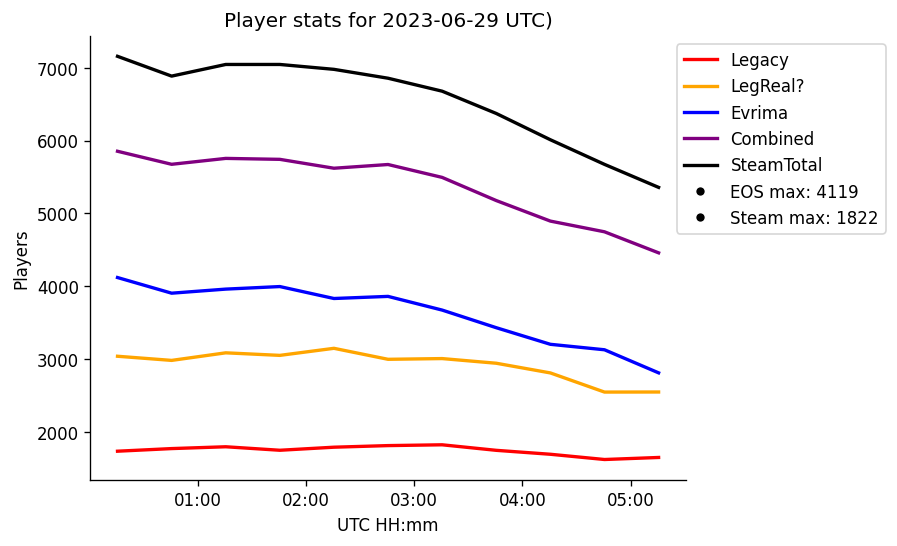 Player stats for 2023-06-29 UTC)
Players
7000
6000
5000
4000
3000
2000
01:00
02:00
03:00
04:00
05:00
UTC HH:mm
Legacy
LegReal?
Evrima
Combined
SteamTotal
EOS max: 4119
Steam max: 1822